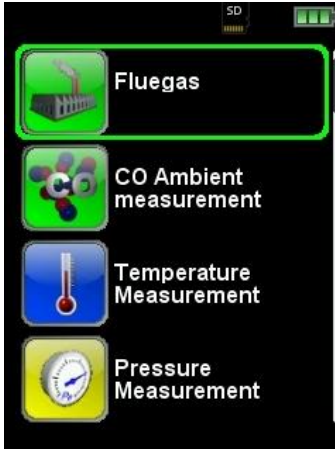 SD
Fluegas
CO
CO Ambient
measurement
Temperature
Measurement
Pressure
Measurement